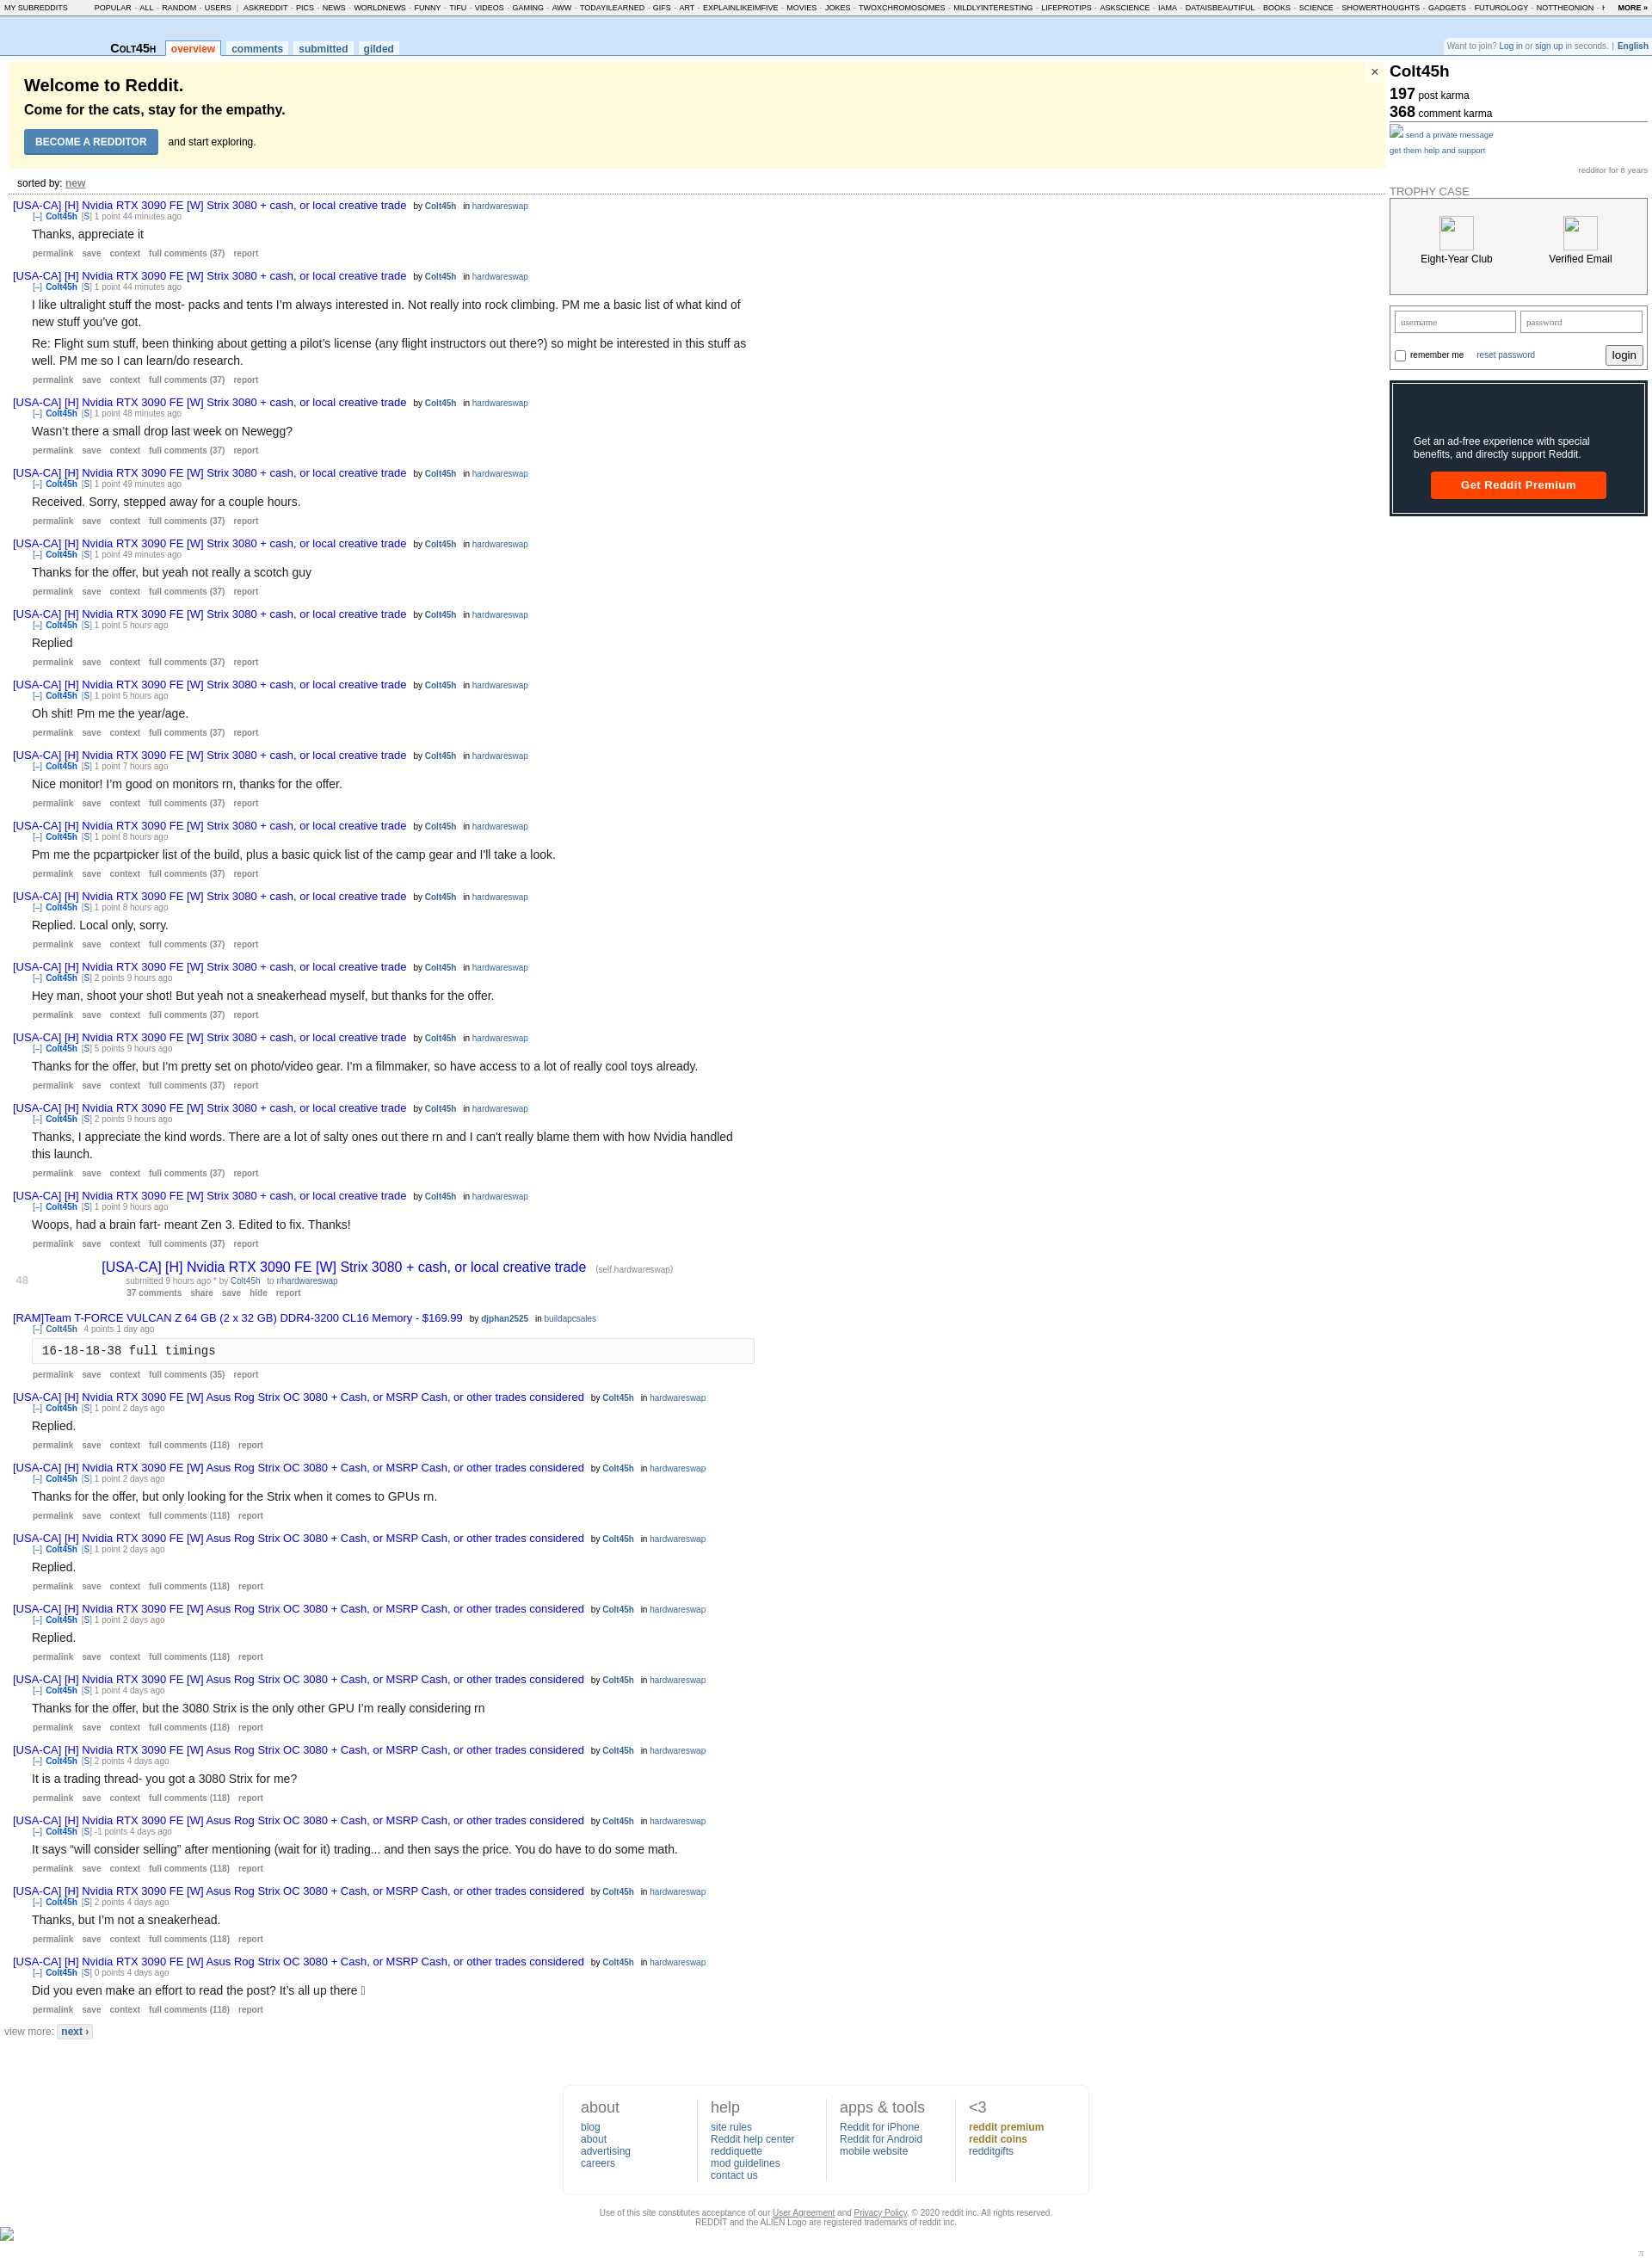 MY SUBREDDITS POPULAR - ALL - RANDOM - USERS | ASKREDDIT - PICS - NEWS - WORLDNEWS - FUNNY - TIFU - VIDEOS - GAMING - AWW - TODAYILEARNED - GIFS - ART - EXPLAINLIKEIMFIVE - MOVIES - JOKES - TWOXCHROMOSOMES - MILDLYINTERESTING - LIFEPROTIPS - ASKSCIENCE - IAMA - DATAISBEAUTIFUL - BOOKS - SCIENCE - SHOWERTHOUGHTS - GADGETS - FUTUROLOGY - NOTTHEONION - MORE »
Colt45h overview comments submitted gilded
Want to join? Log in or sign up in seconds. | English
Welcome to Reddit.
Come for the cats, stay for the empathy.
BECOME A REDDITOR and start exploring.
×
sorted by: new
[USA-CA] [H] Nvidia RTX 3090 FE [W] Strix 3080 + cash, or local creative trade by Colt45h in hardwareswap
[–] Colt45h [S] 1 point 44 minutes ago
Thanks, appreciate it
permalink save context full comments (37) report
[USA-CA] [H] Nvidia RTX 3090 FE [W] Strix 3080 + cash, or local creative trade by Colt45h in hardwareswap
[–] Colt45h [S] 1 point 44 minutes ago
I like ultralight stuff the most- packs and tents I’m always interested in. Not really into rock climbing. PM me a basic list of what kind of
new stuff you’ve got.
Re: Flight sum stuff, been thinking about getting a pilot’s license (any flight instructors out there?) so might be interested in this stuff as
well. PM me so I can learn/do research.
permalink save context full comments (37) report
[USA-CA] [H] Nvidia RTX 3090 FE [W] Strix 3080 + cash, or local creative trade by Colt45h in hardwareswap
[–] Colt45h [S] 1 point 48 minutes ago
Wasn’t there a small drop last week on Newegg?
permalink save context full comments (37) report
[USA-CA] [H] Nvidia RTX 3090 FE [W] Strix 3080 + cash, or local creative trade by Colt45h in hardwareswap
[–] Colt45h [S] 1 point 49 minutes ago
Received. Sorry, stepped away for a couple hours.
permalink save context full comments (37) report
[USA-CA] [H] Nvidia RTX 3090 FE [W] Strix 3080 + cash, or local creative trade by Colt45h in hardwareswap
[–] Colt45h [S] 1 point 49 minutes ago
Thanks for the offer, but yeah not really a scotch guy
permalink save context full comments (37) report
[USA-CA] [H] Nvidia RTX 3090 FE [W] Strix 3080 + cash, or local creative trade by Colt45h in hardwareswap
[–] Colt45h [S] 1 point 5 hours ago
Replied
permalink save context full comments (37) report
[USA-CA] [H] Nvidia RTX 3090 FE [W] Strix 3080 + cash, or local creative trade by Colt45h in hardwareswap
[–] Colt45h [S] 1 point 5 hours ago
Oh shit! Pm me the year/age.
permalink save context full comments (37) report
[USA-CA] [H] Nvidia RTX 3090 FE [W] Strix 3080 + cash, or local creative trade by Colt45h in hardwareswap
[–] Colt45h [S] 1 point 7 hours ago
Nice monitor! I’m good on monitors rn, thanks for the offer.
permalink save context full comments (37) report
[USA-CA] [H] Nvidia RTX 3090 FE [W] Strix 3080 + cash, or local creative trade by Colt45h in hardwareswap
[–] Colt45h [S] 1 point 8 hours ago
Pm me the pcpartpicker list of the build, plus a basic quick list of the camp gear and I'll take a look.
permalink save context full comments (37) report
[USA-CA] [H] Nvidia RTX 3090 FE [W] Strix 3080 + cash, or local creative trade by Colt45h in hardwareswap
[–] Colt45h [S] 1 point 8 hours ago
Replied. Local only, sorry.
permalink save context full comments (37) report
[USA-CA] [H] Nvidia RTX 3090 FE [W] Strix 3080 + cash, or local creative trade by Colt45h in hardwareswap
[–] Colt45h [S] 2 points 9 hours ago
Hey man, shoot your shot! But yeah not a sneakerhead myself, but thanks for the offer.
permalink save context full comments (37) report
[USA-CA] [H] Nvidia RTX 3090 FE [W] Strix 3080 + cash, or local creative trade by Colt45h in hardwareswap
[–] Colt45h [S] 5 points 9 hours ago
Thanks for the offer, but I'm pretty set on photo/video gear. I'm a filmmaker, so have access to a lot of really cool toys already.
permalink save context full comments (37) report
[USA-CA] [H] Nvidia RTX 3090 FE [W] Strix 3080 + cash, or local creative trade by Colt45h in hardwareswap
[–] Colt45h [S] 2 points 9 hours ago
Thanks, I appreciate the kind words. There are a lot of salty ones out there rn and I can't really blame them with how Nvidia handled
this launch.
permalink save context full comments (37) report
[USA-CA] [H] Nvidia RTX 3090 FE [W] Strix 3080 + cash, or local creative trade by Colt45h in hardwareswap
[–] Colt45h [S] 1 point 9 hours ago
Woops, had a brain fart- meant Zen 3. Edited to fix. Thanks!
permalink save context full comments (37) report
48
[USA-CA] [H] Nvidia RTX 3090 FE [W] Strix 3080 + cash, or local creative trade (self.hardwareswap)
submitted 9 hours ago * by Colt45h to r/hardwareswap
37 comments share save hide report
[RAM]Team T-FORCE VULCAN Z 64 GB (2 x 32 GB) DDR4-3200 CL16 Memory - $169.99 by djphan2525 in buildapcsales
[–] Colt45h 4 points 1 day ago
16-18-18-38 full timings
permalink save context full comments (35) report
[USA-CA] [H] Nvidia RTX 3090 FE [W] Asus Rog Strix OC 3080 + Cash, or MSRP Cash, or other trades considered by Colt45h in hardwareswap
[–] Colt45h [S] 1 point 2 days ago
Replied.
permalink save context full comments (118) report
[USA-CA] [H] Nvidia RTX 3090 FE [W] Asus Rog Strix OC 3080 + Cash, or MSRP Cash, or other trades considered by Colt45h in hardwareswap
[–] Colt45h [S] 1 point 2 days ago
Thanks for the offer, but only looking for the Strix when it comes to GPUs rn.
permalink save context full comments (118) report
[USA-CA] [H] Nvidia RTX 3090 FE [W] Asus Rog Strix OC 3080 + Cash, or MSRP Cash, or other trades considered by Colt45h in hardwareswap
[–] Colt45h [S] 1 point 2 days ago
Replied.
permalink save context full comments (118) report
[USA-CA] [H] Nvidia RTX 3090 FE [W] Asus Rog Strix OC 3080 + Cash, or MSRP Cash, or other trades considered by Colt45h in hardwareswap
[–] Colt45h [S] 1 point 2 days ago
Replied.
permalink save context full comments (118) report
[USA-CA] [H] Nvidia RTX 3090 FE [W] Asus Rog Strix OC 3080 + Cash, or MSRP Cash, or other trades considered by Colt45h in hardwareswap
[–] Colt45h [S] 1 point 4 days ago
Thanks for the offer, but the 3080 Strix is the only other GPU I’m really considering rn
permalink save context full comments (118) report
[USA-CA] [H] Nvidia RTX 3090 FE [W] Asus Rog Strix OC 3080 + Cash, or MSRP Cash, or other trades considered by Colt45h in hardwareswap
[–] Colt45h [S] 2 points 4 days ago
It is a trading thread- you got a 3080 Strix for me?
permalink save context full comments (118) report
[USA-CA] [H] Nvidia RTX 3090 FE [W] Asus Rog Strix OC 3080 + Cash, or MSRP Cash, or other trades considered by Colt45h in hardwareswap
[–] Colt45h [S] -1 points 4 days ago
It says “will consider selling” after mentioning (wait for it) trading... and then says the price. You do have to do some math.
permalink save context full comments (118) report
[USA-CA] [H] Nvidia RTX 3090 FE [W] Asus Rog Strix OC 3080 + Cash, or MSRP Cash, or other trades considered by Colt45h in hardwareswap
[–] Colt45h [S] 2 points 4 days ago
Thanks, but I’m not a sneakerhead.
permalink save context full comments (118) report
[USA-CA] [H] Nvidia RTX 3090 FE [W] Asus Rog Strix OC 3080 + Cash, or MSRP Cash, or other trades considered by Colt45h in hardwareswap
[–] Colt45h [S] 0 points 4 days ago
Did you even make an effort to read the post? It’s all up there
permalink save context full comments (118) report
view more: next ›
Colt45h
197 post karma
368 comment karma
send a private message
get them help and support
redditor for 8 years
TROPHY CASE
Eight-Year Club Verified Email
username password
remember me reset password login
Get an ad-free experience with special
benefits, and directly support Reddit.
Get Reddit Premium
about
blog
about
advertising
careers
help
site rules
Reddit help center
reddiquette
mod guidelines
contact us
apps & tools
Reddit for iPhone
Reddit for Android
mobile website
<3
reddit premium
reddit coins
redditgifts
Use of this site constitutes acceptance of our User Agreement and Privacy Policy. © 2020 reddit inc. All rights reserved.
REDDIT and the ALIEN Logo are registered trademarks of reddit inc.
π